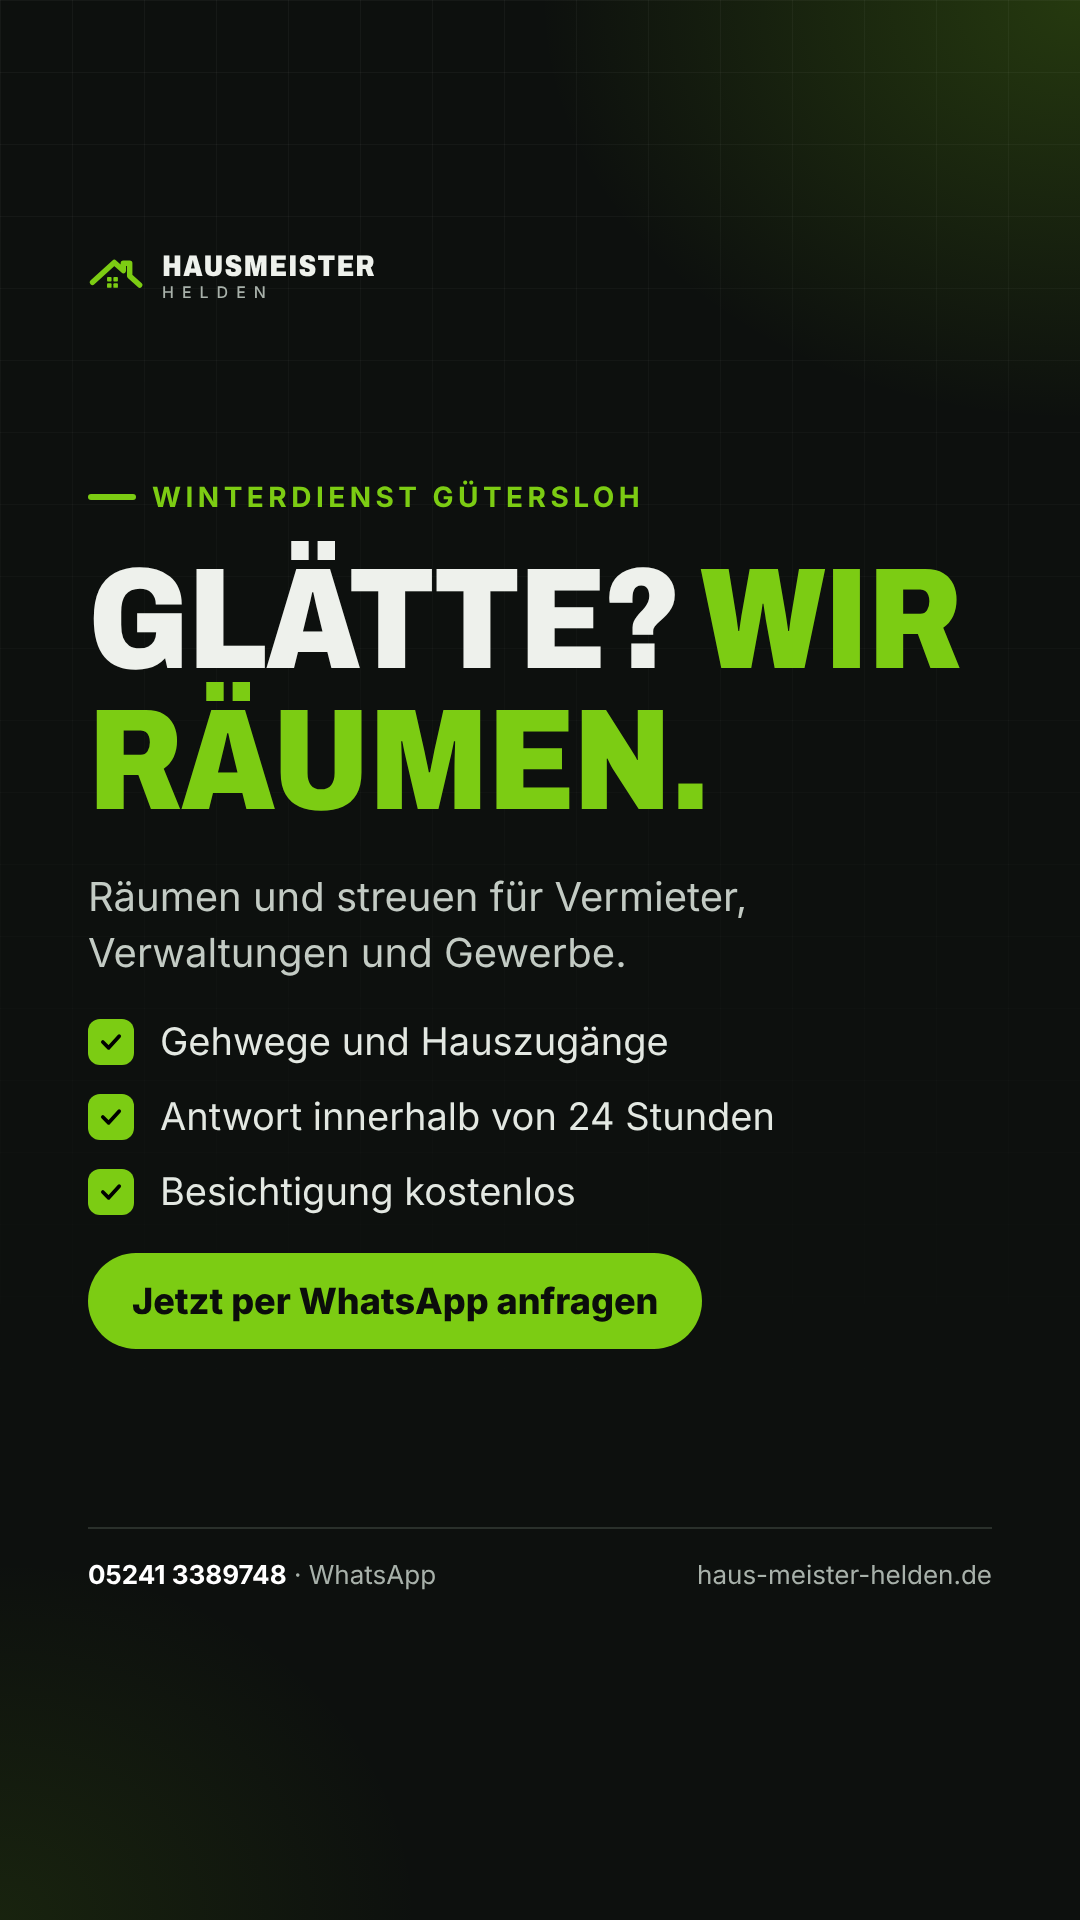 HAUSMEISTER
HELDEN
WINTERDIENST GÜTERSLOH
GLÄTTE? WIR
RÄUMEN.
Räumen und streuen für Vermieter,
Verwaltungen und Gewerbe.
Gehwege und Hauszugänge
Antwort innerhalb von 24 Stunden
Besichtigung kostenlos
Jetzt per WhatsApp anfragen
05241 3389748 · WhatsApp
haus-meister-helden.de